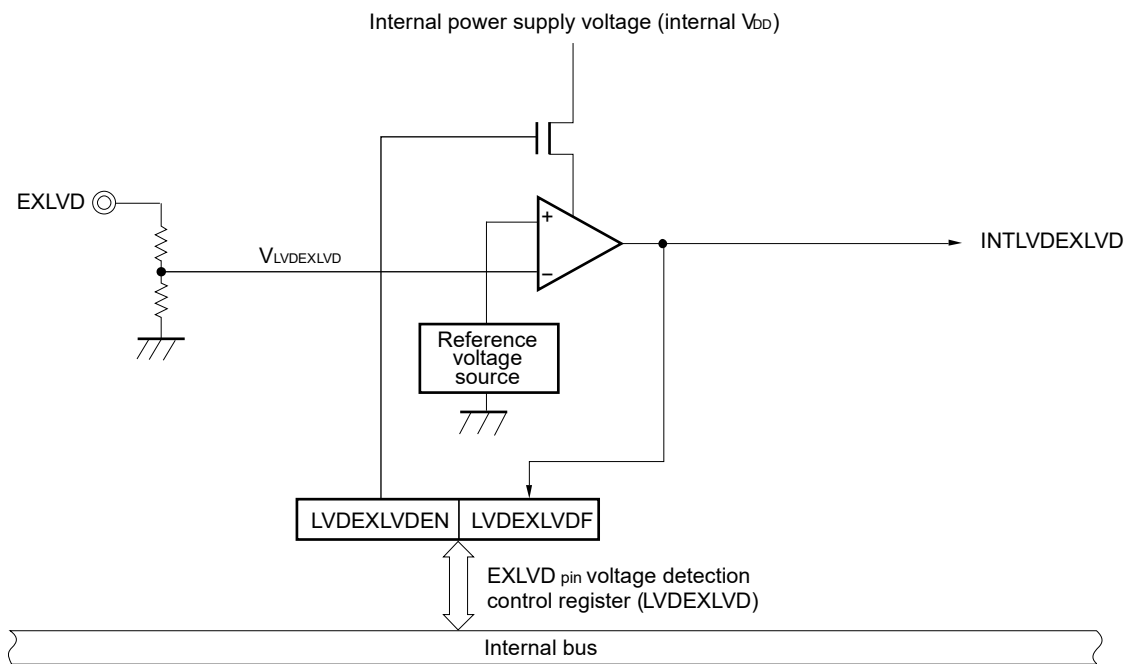 Internal power supply voltage (internal VDD)
EXLVD
VLVDEXLVD
+
−
INTLVDEXLVD
Reference
voltage
source
LVDEXLVDEN
LVDEXLVDF
EXLVD pin voltage detection
control register (LVDEXLVD)
Internal bus